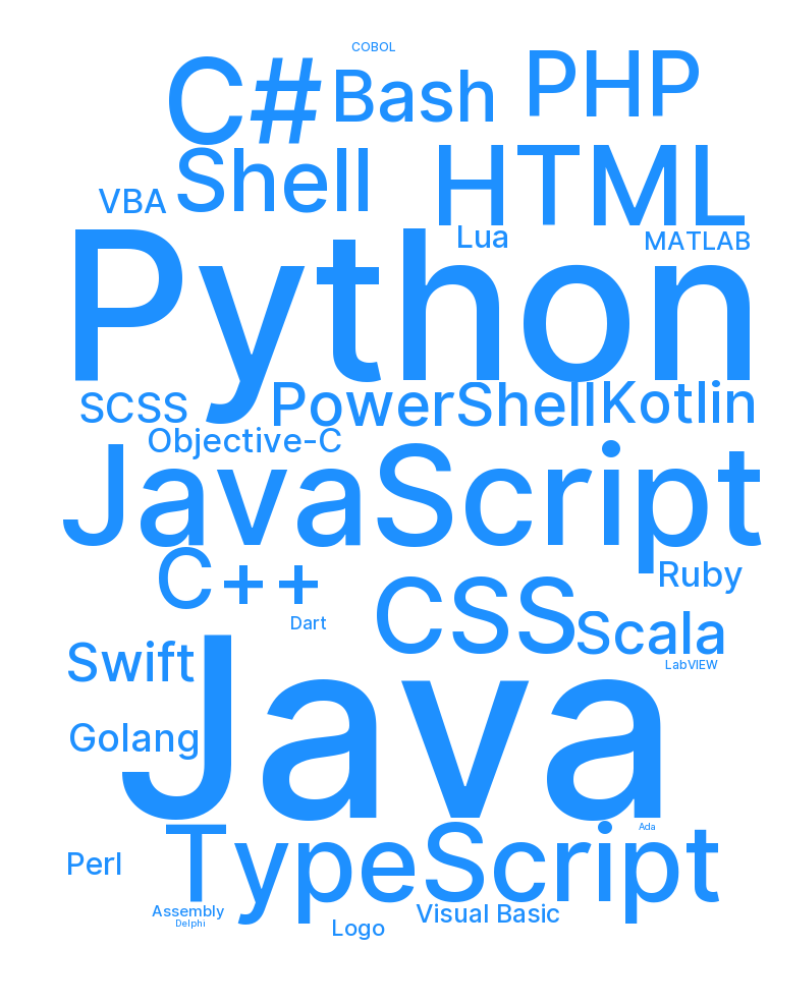 COBOL
C# Bash PHP
Shell HTML
VBA
Lua MATLAB
Python
SCSS PowerShell Kotlin
Objective-C
JavaScript
C++ Ruby
CSS
Dart Scala
Swift LabVIEW
Java
Golang
TypeScript Ada
Perl
Assembly Visual Basic
Delphi
Logo